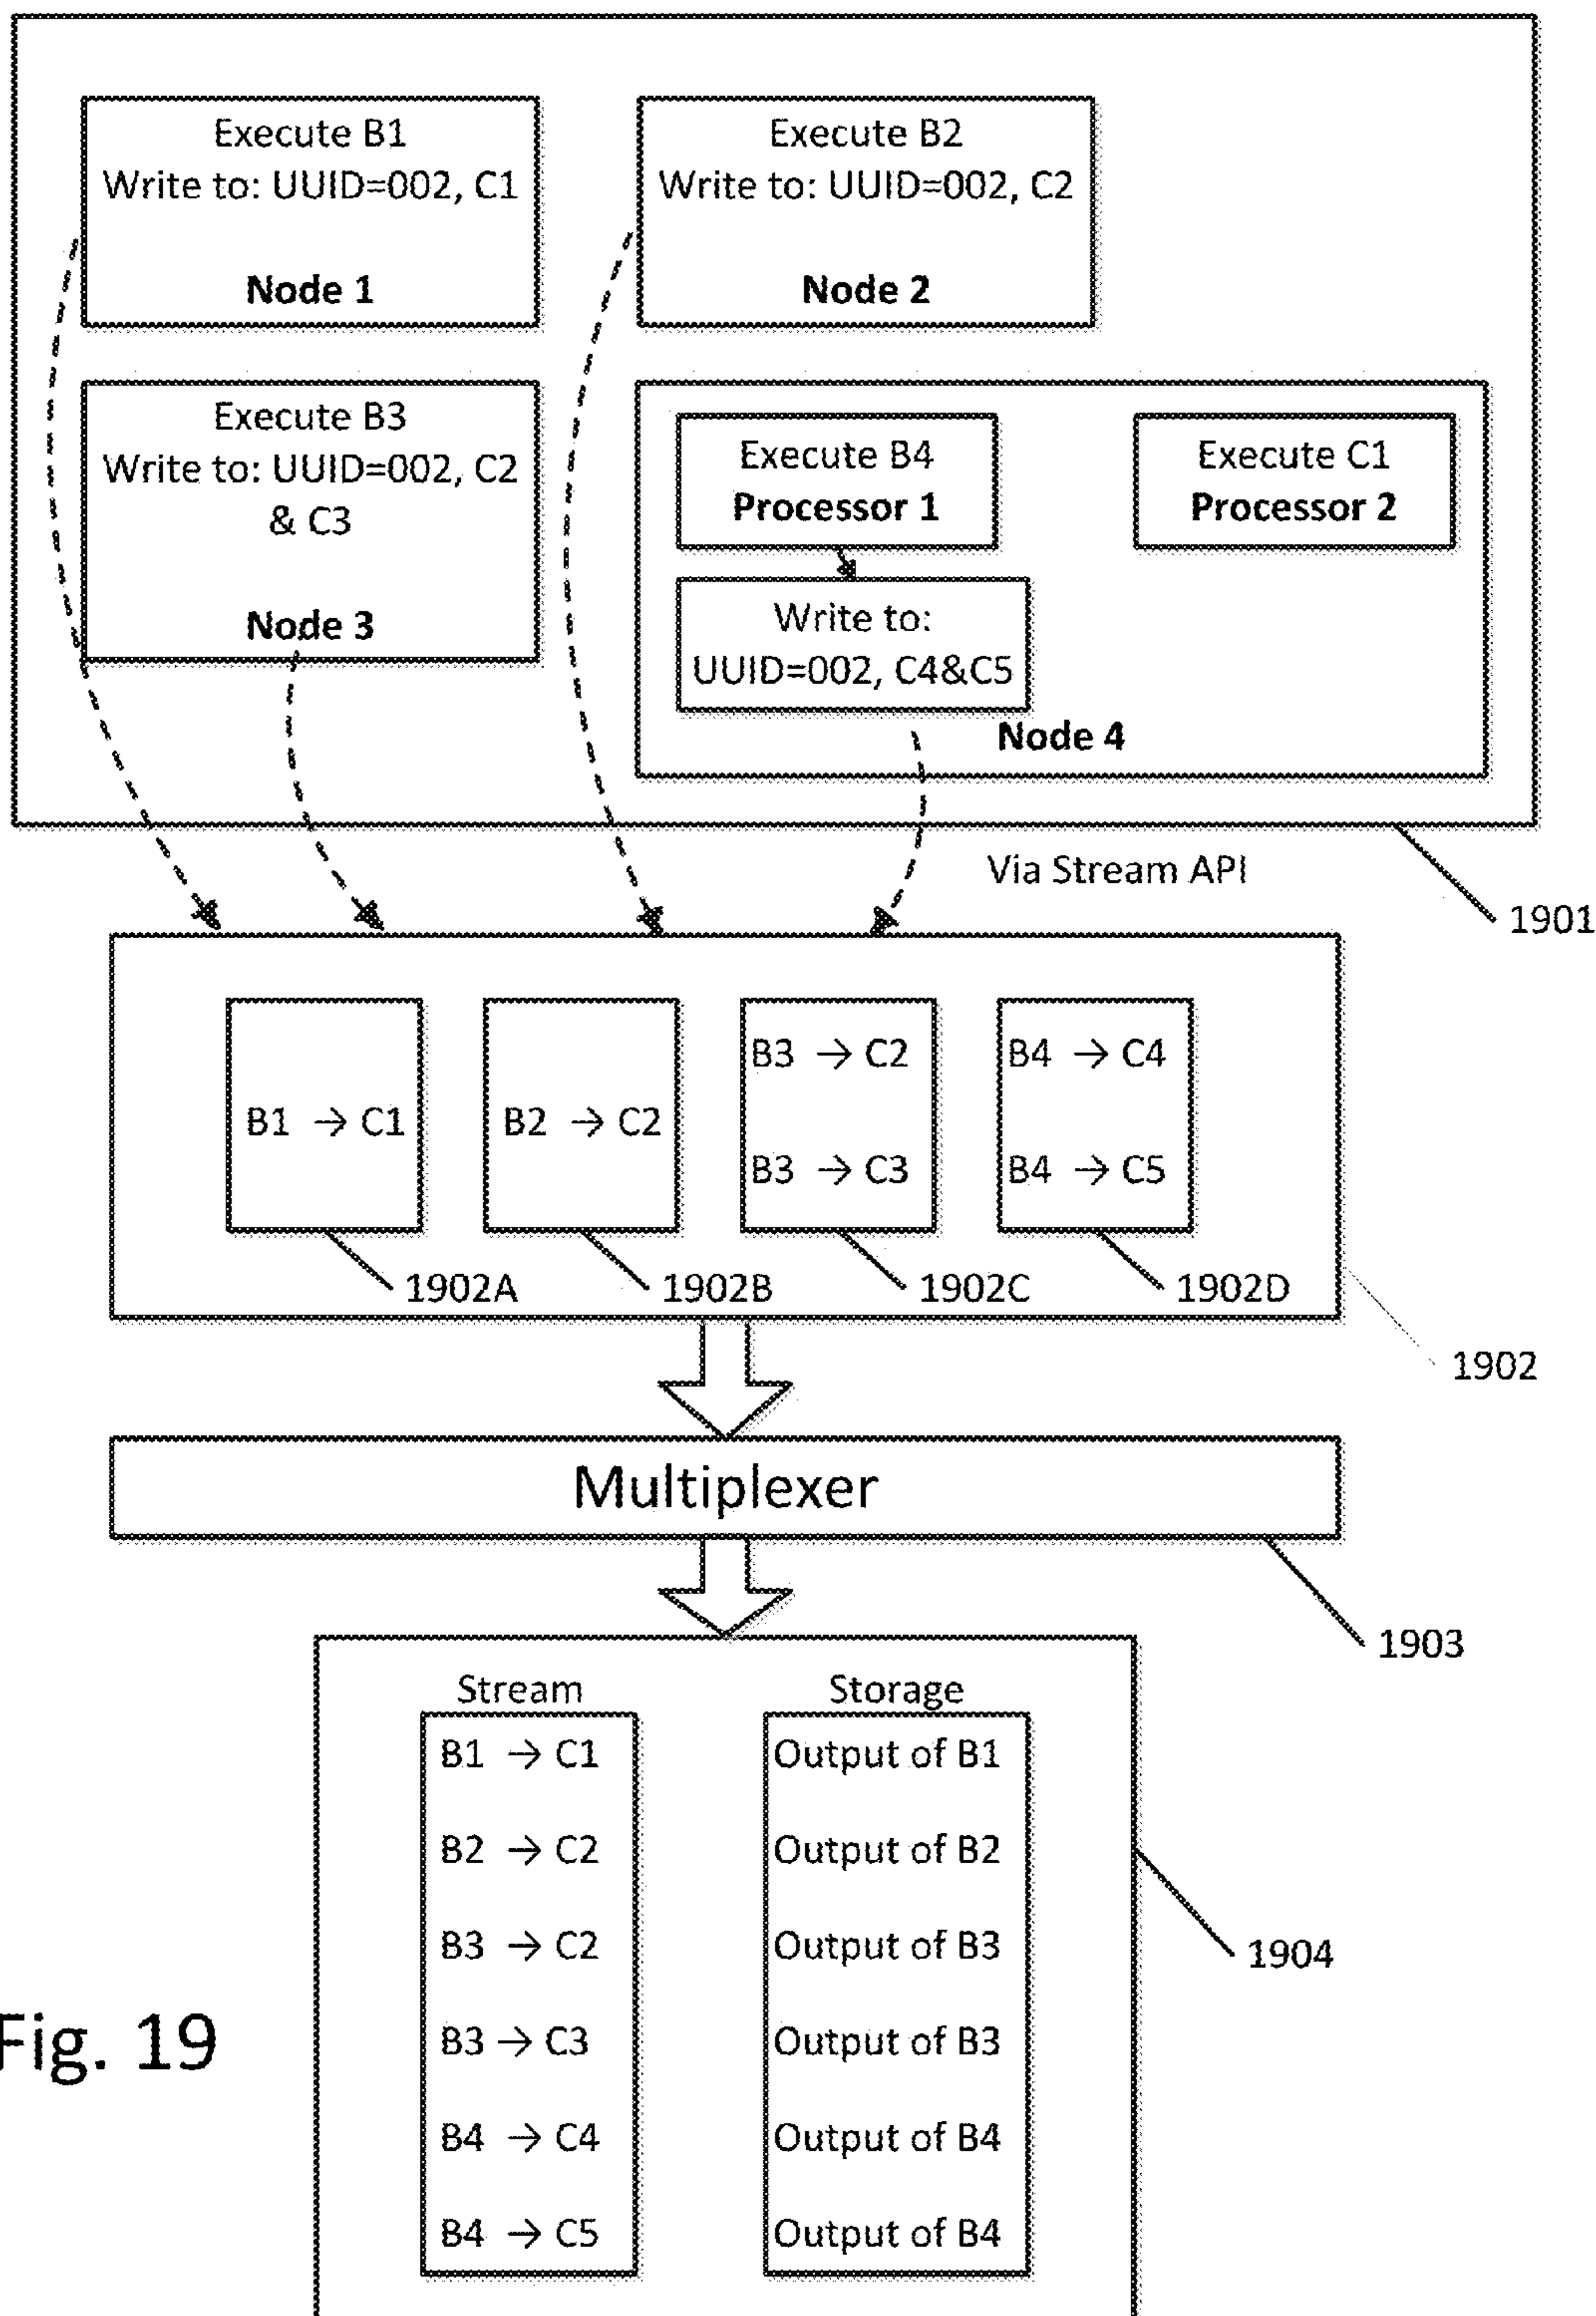 Execute B1
Write to: UUID=002, C1
Node 1
Execute B2
Write to: UUID=002, C2
Node 2
Execute B3
Write to: UUID=002, C2
& C3
Node 3
Execute B4
Processor 1
Execute C1
Processor 2
Write to:
UUID=002, C4&C5
Node 4
Via Stream API
1901
B1 → C1
B2 → C2
B3 → C2
B3 → C3
B4 → C4
B4 → C5
1902A
1902B
1902C
1902D
1902
Multiplexer
1903
Stream
B1 → C1
B2 → C2
B3 → C2
B3 → C3
B4 → C4
B4 → C5
Storage
Output of B1
Output of B2
Output of B3
Output of B3
Output of B4
Output of B4
1904
Fig. 19